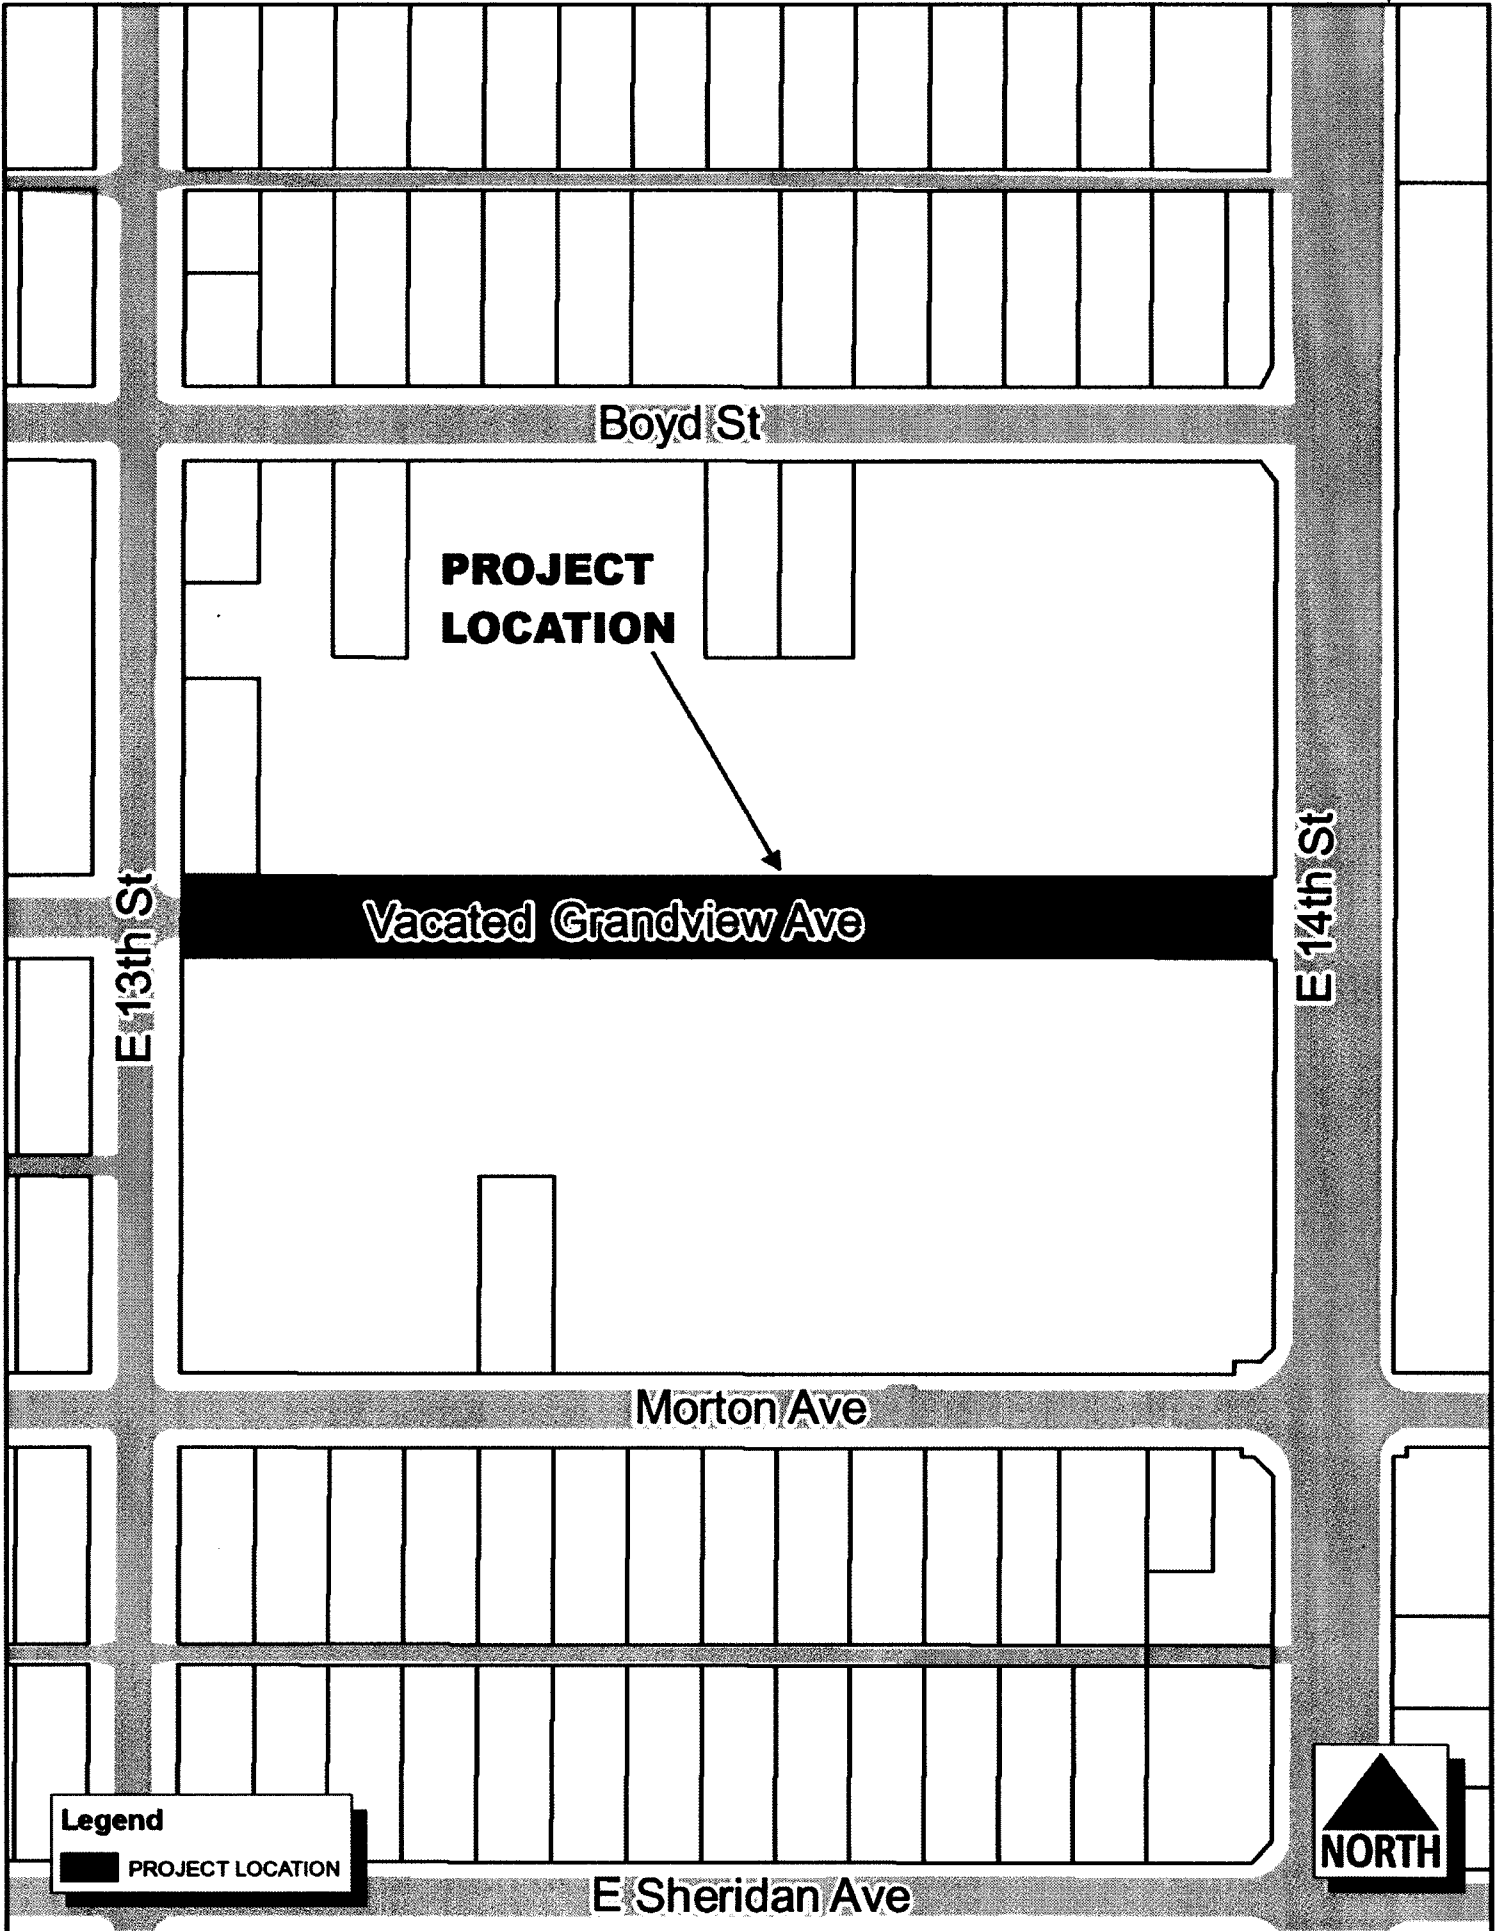 Boyd St
PROJECT
LOCATION
Vacated Grandview Ave
E 13th St
E 14th St
Morton Ave
Legend
PROJECT LOCATION
NORTH
E Sheridan Ave